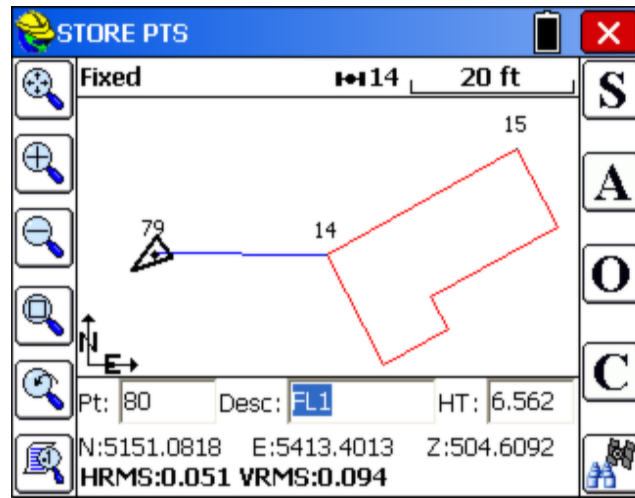 STORE PTS
Fixed 14 20 ft
S
15
A
79 14
O
N
E
C
Pt: 80 Desc: FL1 HT: 6.562
N:5151.0818 E:5413.4013 Z:504.6092
HRMS:0.051 VRMS:0.094